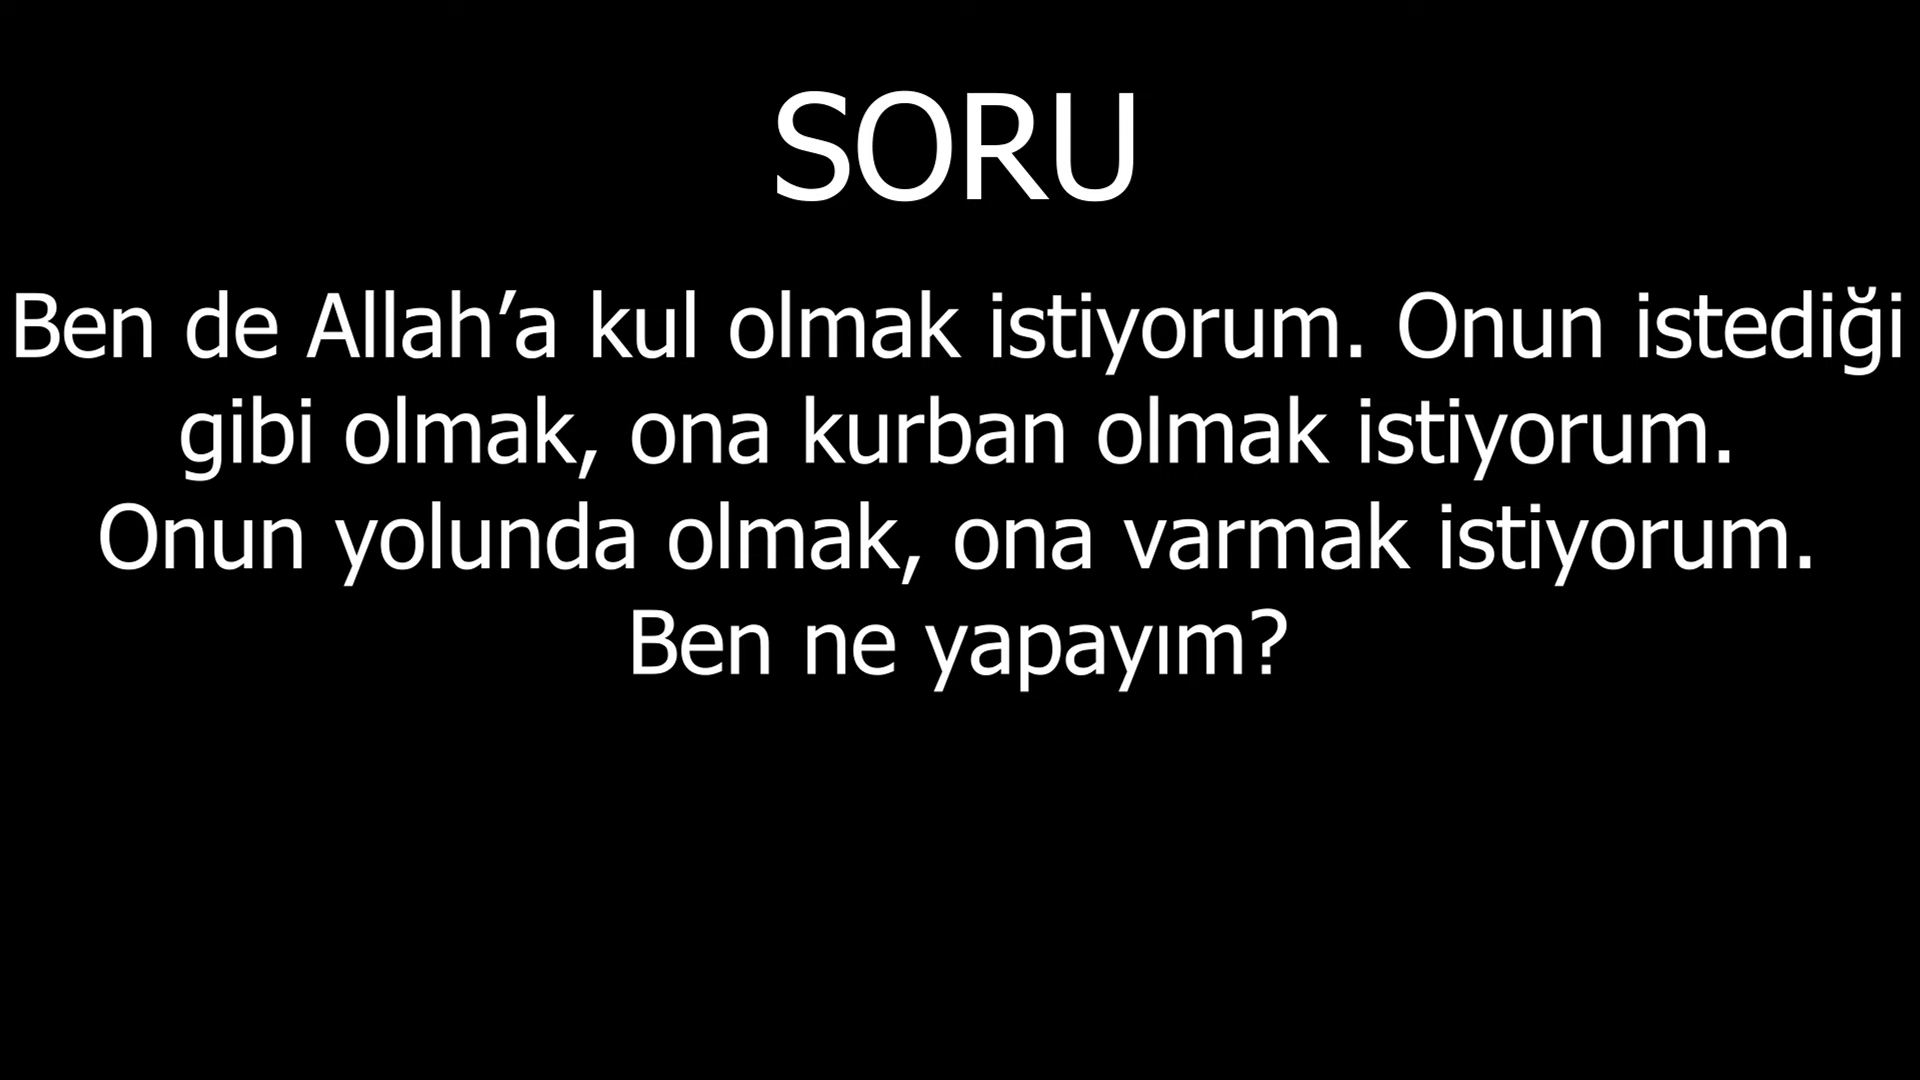 SORU
Ben de Allah’a kul olmak istiyorum. Onun istediği
gibi olmak, ona kurban olmak istiyorum.
Onun yolunda olmak, ona varmak istiyorum.
Ben ne yapayım?